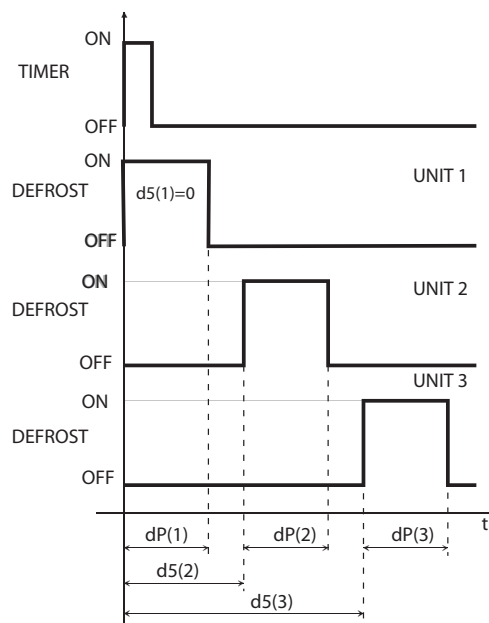 ON
TIMER
OFF
ON
UNIT 1
DEFROST
d5(1)=0
OFF
ON
UNIT 2
DEFROST
OFF
UNIT 3
ON
DEFROST
OFF
t
dP(1)
dP(2)
dP(3)
d5(2)
d5(3)